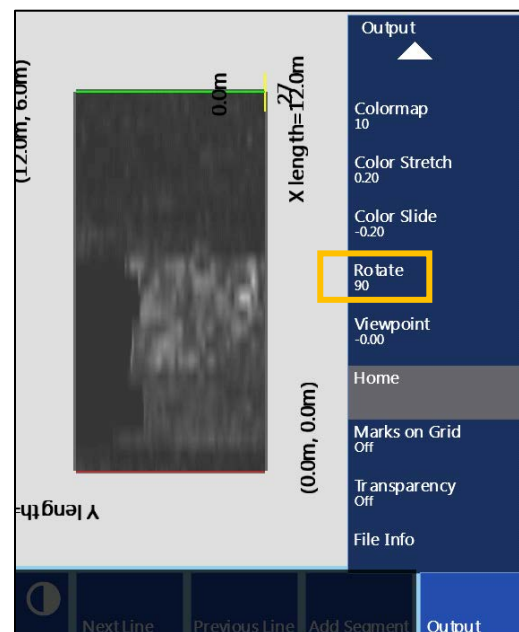 (12.0m, 6.0m)
0.0m
27
X length=12.0m
(0.0m, 0.0m)
Y length=
Output
Colormap
10
Color Stretch
0.20
Color Slide
-0.20
Rotate
90
Viewpoint
-0.00
Home
Marks on Grid
Off
Transparency
Off
File Info
Next Line
Previous Line
Add Segment
Output